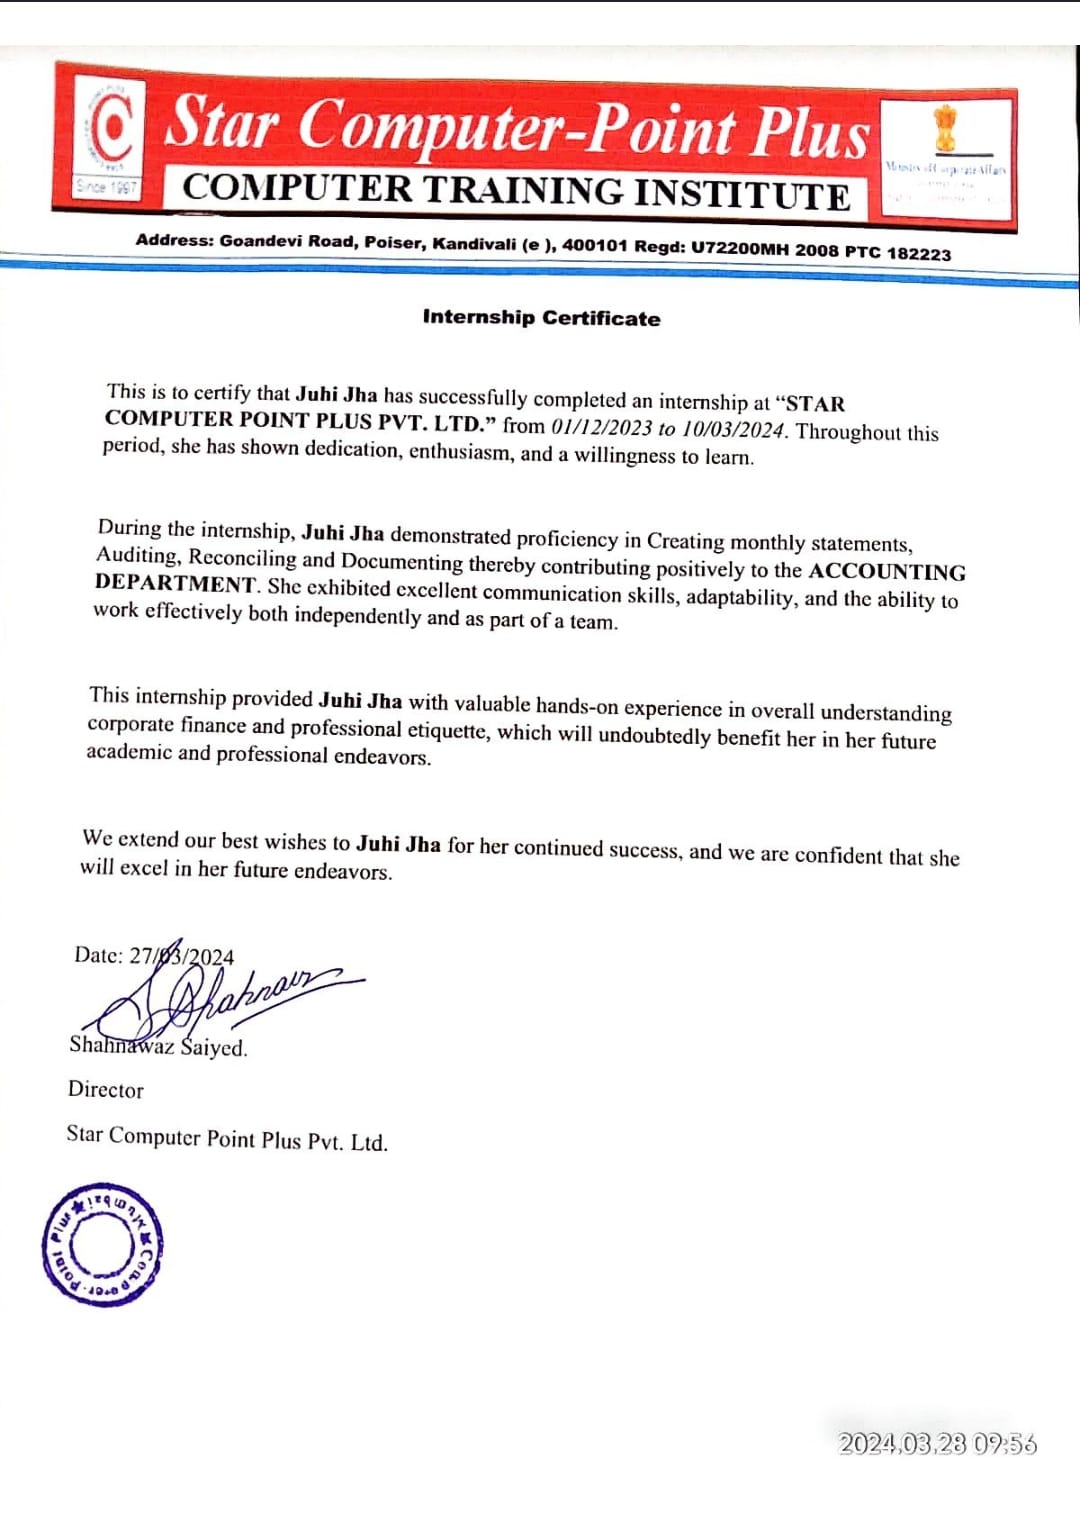 Star Computer-Point Plus
Since 1997
Ministry of Corporate Affairs
COMPUTER TRAINING INSTITUTE
Address: Goandevi Road, Poiser, Kandivali (e ), 400101 Regd: U72200MH 2008 PTC 182223
Internship Certificate
This is to certify that Juhi Jha has successfully completed an internship at “STAR
COMPUTER POINT PLUS PVT. LTD.” from 01/12/2023 to 10/03/2024. Throughout this
period, she has shown dedication, enthusiasm, and a willingness to learn.
During the internship, Juhi Jha demonstrated proficiency in Creating monthly statements,
Auditing, Reconciling and Documenting thereby contributing positively to the ACCOUNTING
DEPARTMENT. She exhibited excellent communication skills, adaptability, and the ability to
work effectively both independently and as part of a team.
This internship provided Juhi Jha with valuable hands-on experience in overall understanding
corporate finance and professional etiquette, which will undoubtedly benefit her in her future
academic and professional endeavors.
We extend our best wishes to Juhi Jha for her continued success, and we are confident that she
will excel in her future endeavors.
Date: 27/03/2024
Shahnawaz Saiyed.
Director
Star Computer Point Plus Pvt. Ltd.
Point Plus ★ Mumbai ★
2024.03.28 09:56